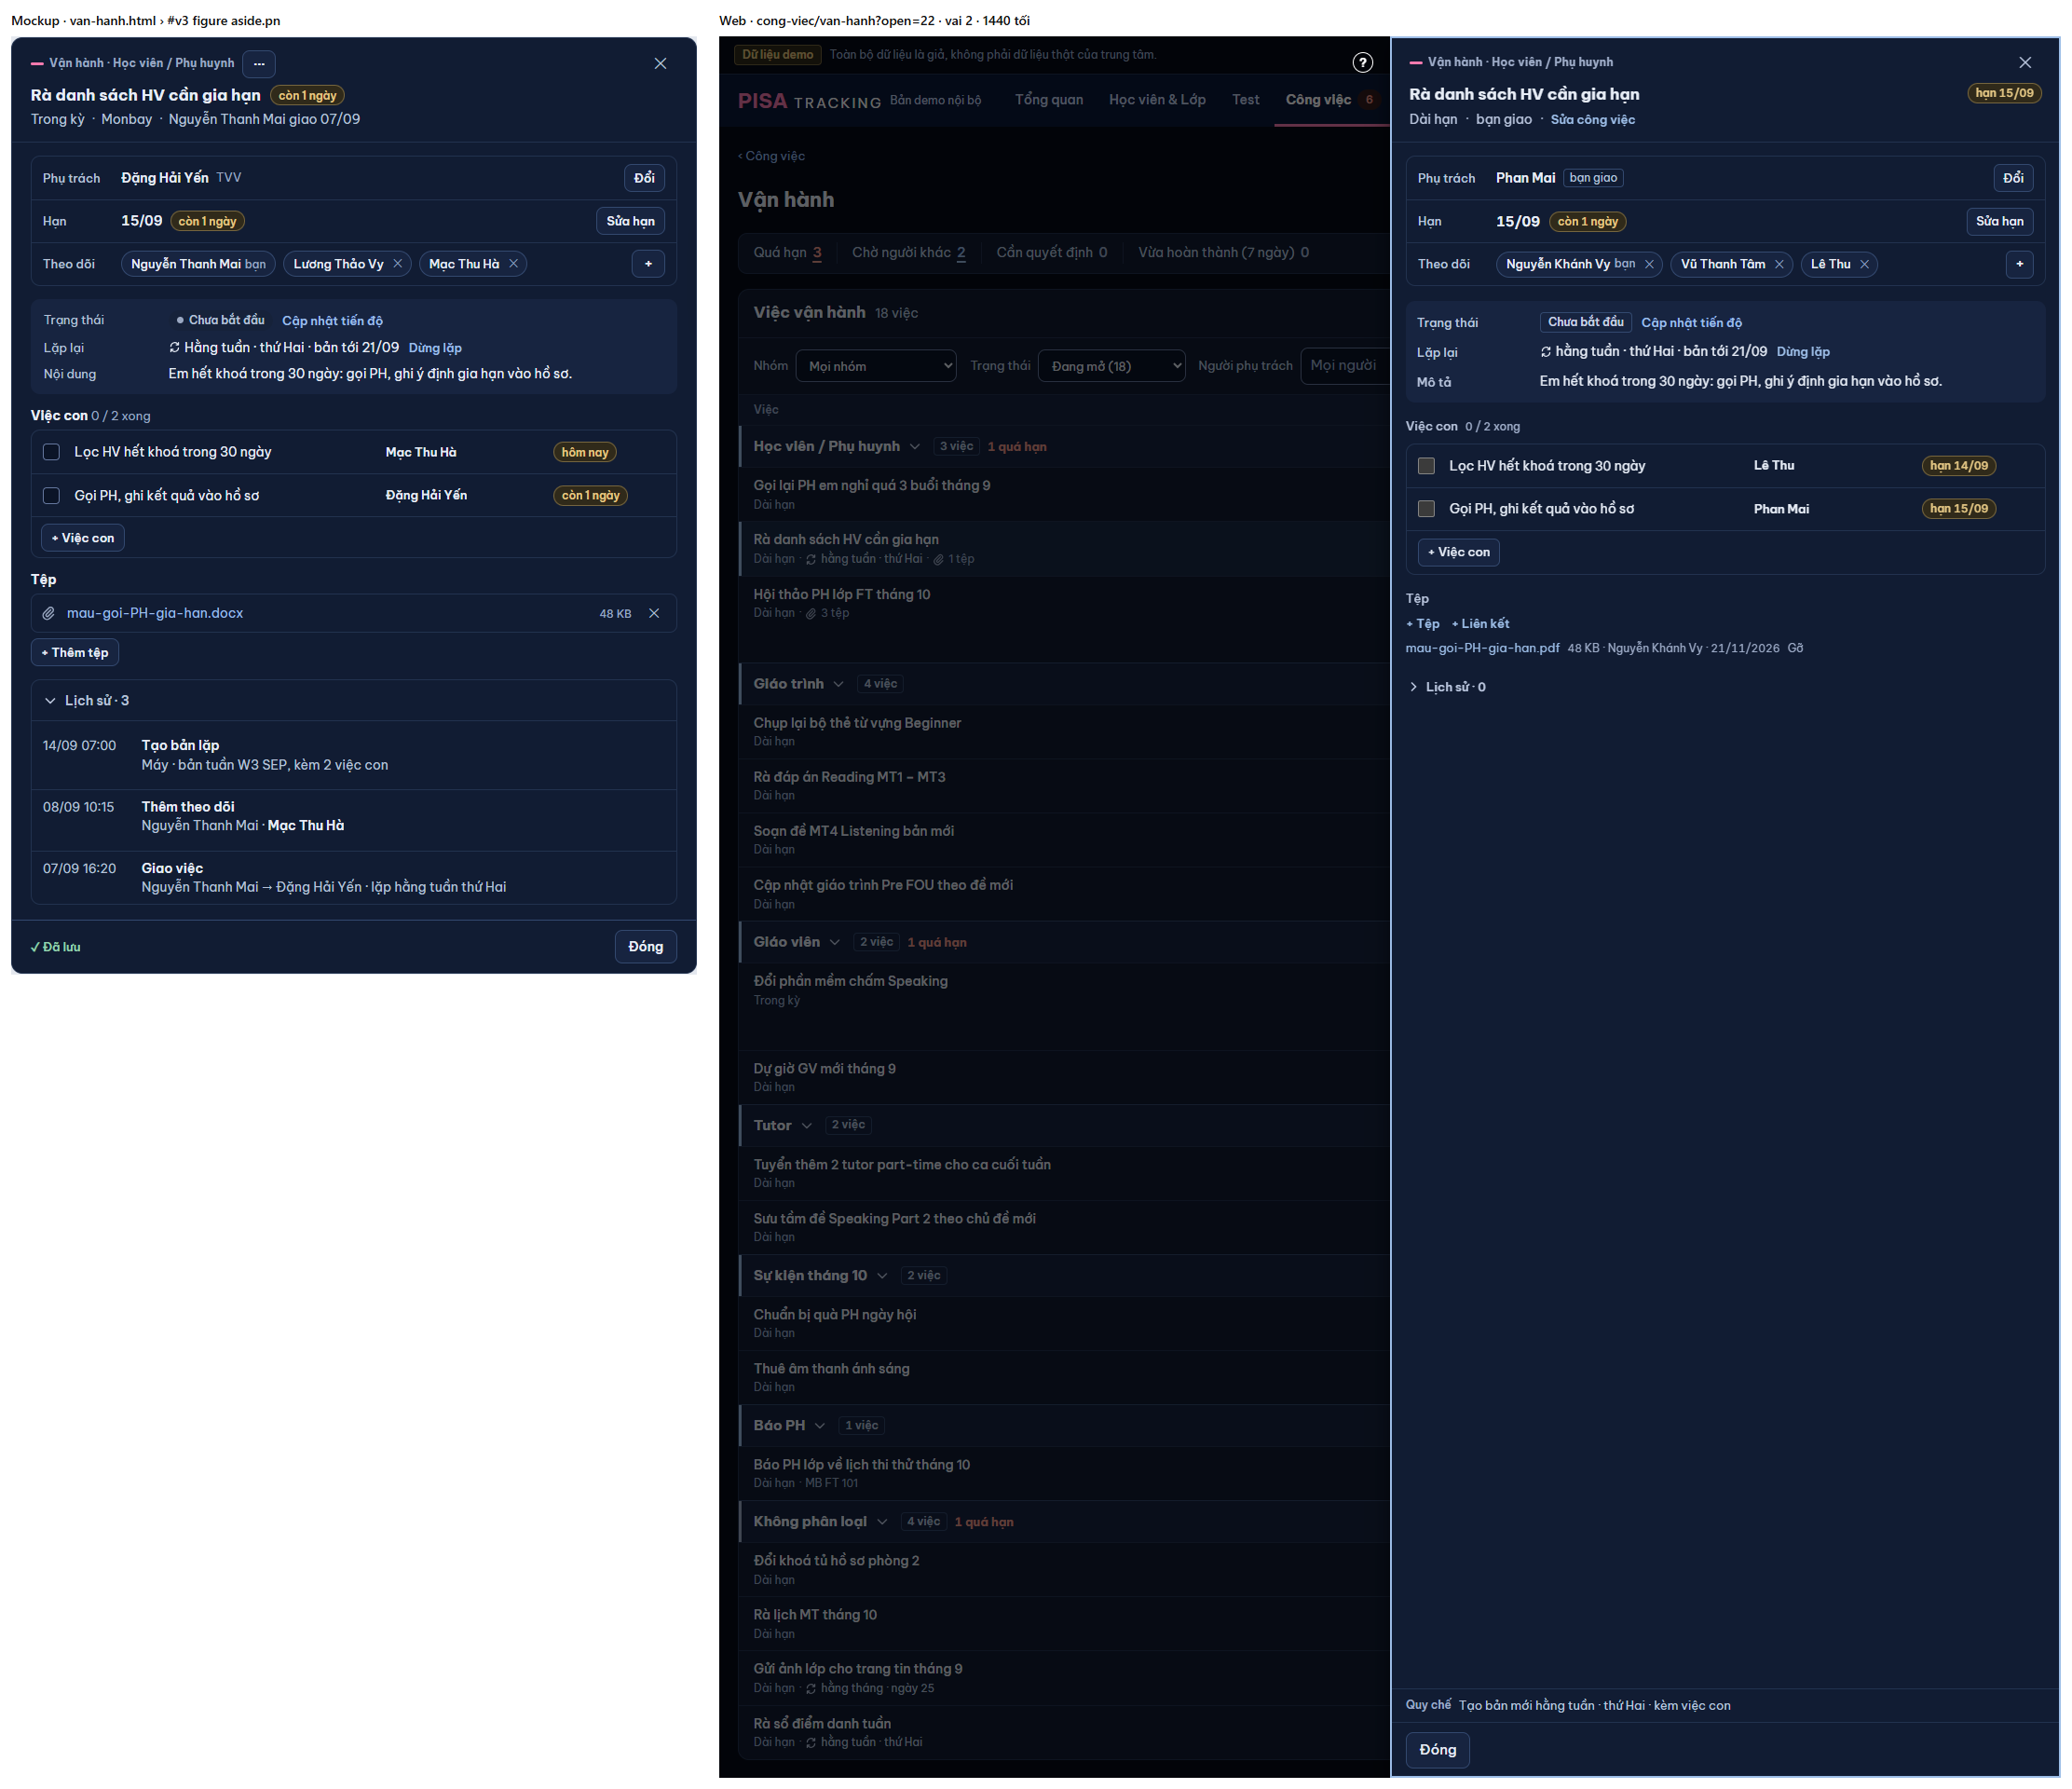 Mockup · van-hanh.html › #v3 figure aside.pn
Vận hành · Học viên / Phụ huynh ···
Rà danh sách HV cần gia hạn còn 1 ngày
Trong kỳ · Monbay · Nguyễn Thanh Mai giao 07/09
Phụ trách Đặng Hải Yến TVV Đổi
Hạn 15/09 còn 1 ngày Sửa hạn
Theo dõi Nguyễn Thanh Mai bạn Lương Thảo Vy Mạc Thu Hà +
Trạng thái Chưa bắt đầu Cập nhật tiến độ
Lặp lại Hằng tuần · thứ Hai · bản tới 21/09 Dừng lặp
Nội dung Em hết khoá trong 30 ngày: gọi PH, ghi ý định gia hạn vào hồ sơ.
Việc con 0 / 2 xong
Lọc HV hết khoá trong 30 ngày Mạc Thu Hà hôm nay
Gọi PH, ghi kết quả vào hồ sơ Đặng Hải Yến còn 1 ngày
+ Việc con
Tệp
mau-goi-PH-gia-han.docx 48 KB
+ Thêm tệp
Lịch sử · 3
14/09 07:00 Tạo bản lặp
Máy · bản tuần W3 SEP, kèm 2 việc con
08/09 10:15 Thêm theo dõi
Nguyễn Thanh Mai · Mạc Thu Hà
07/09 16:20 Giao việc
Nguyễn Thanh Mai → Đặng Hải Yến · lặp hằng tuần thứ Hai
✓ Đã lưu Đóng
Web · cong-viec/van-hanh?open=22 · vai 2 · 1440 tối
Dữ liệu demo Toàn bộ dữ liệu là giả, không phải dữ liệu thật của trung tâm. ?
PISA TRACKING Bản demo nội bộ Tổng quan Học viên & Lớp Test Công việc 6
‹ Công việc
Vận hành
Quá hạn 3 Chờ người khác 2 Cần quyết định 0 Vừa hoàn thành (7 ngày) 0
Việc vận hành 18 việc
Nhóm Mọi nhóm Trạng thái Đang mở (18) Người phụ trách Mọi người
Việc
Học viên / Phụ huynh 3 việc 1 quá hạn
Gọi lại PH em nghỉ quá 3 buổi tháng 9
Dài hạn
Rà danh sách HV cần gia hạn
Dài hạn · hằng tuần · thứ Hai · 1 tệp
Hội thảo PH lớp FT tháng 10
Dài hạn · 3 tệp
Giáo trình 4 việc
Chụp lại bộ thẻ từ vựng Beginner
Dài hạn
Rà đáp án Reading MT1 – MT3
Dài hạn
Soạn đề MT4 Listening bản mới
Dài hạn
Cập nhật giáo trình Pre FOU theo đề mới
Dài hạn
Giáo viên 2 việc 1 quá hạn
Đổi phần mềm chấm Speaking
Trong kỳ
Dự giờ GV mới tháng 9
Dài hạn
Tutor 2 việc
Tuyển thêm 2 tutor part-time cho ca cuối tuần
Dài hạn
Sưu tầm đề Speaking Part 2 theo chủ đề mới
Dài hạn
Sự kiện tháng 10 2 việc
Chuẩn bị quà PH ngày hội
Dài hạn
Thuê âm thanh ánh sáng
Dài hạn
Báo PH 1 việc
Báo PH lớp về lịch thi thử tháng 10
Dài hạn · MB FT 101
Không phân loại 4 việc 1 quá hạn
Đổi khoá tủ hồ sơ phòng 2
Dài hạn
Rà lịch MT tháng 10
Dài hạn
Gửi ảnh lớp cho trang tin tháng 9
Dài hạn · hằng tháng · ngày 25
Rà sổ điểm danh tuần
Dài hạn · hằng tuần · thứ Hai
Vận hành · Học viên / Phụ huynh
Rà danh sách HV cần gia hạn hạn 15/09
Dài hạn · bạn giao · Sửa công việc
Phụ trách Phan Mai bạn giao Đổi
Hạn 15/09 còn 1 ngày Sửa hạn
Theo dõi Nguyễn Khánh Vy bạn Vũ Thanh Tâm Lê Thu +
Trạng thái Chưa bắt đầu Cập nhật tiến độ
Lặp lại hằng tuần · thứ Hai · bản tới 21/09 Dừng lặp
Mô tả Em hết khoá trong 30 ngày: gọi PH, ghi ý định gia hạn vào hồ sơ.
Việc con 0 / 2 xong
Lọc HV hết khoá trong 30 ngày Lê Thu hạn 14/09
Gọi PH, ghi kết quả vào hồ sơ Phan Mai hạn 15/09
+ Việc con
Tệp
+ Tệp + Liên kết
mau-goi-PH-gia-han.pdf 48 KB · Nguyễn Khánh Vy · 21/11/2026 Gỡ
Lịch sử · 0
Quy chế Tạo bản mới hằng tuần · thứ Hai · kèm việc con
Đóng